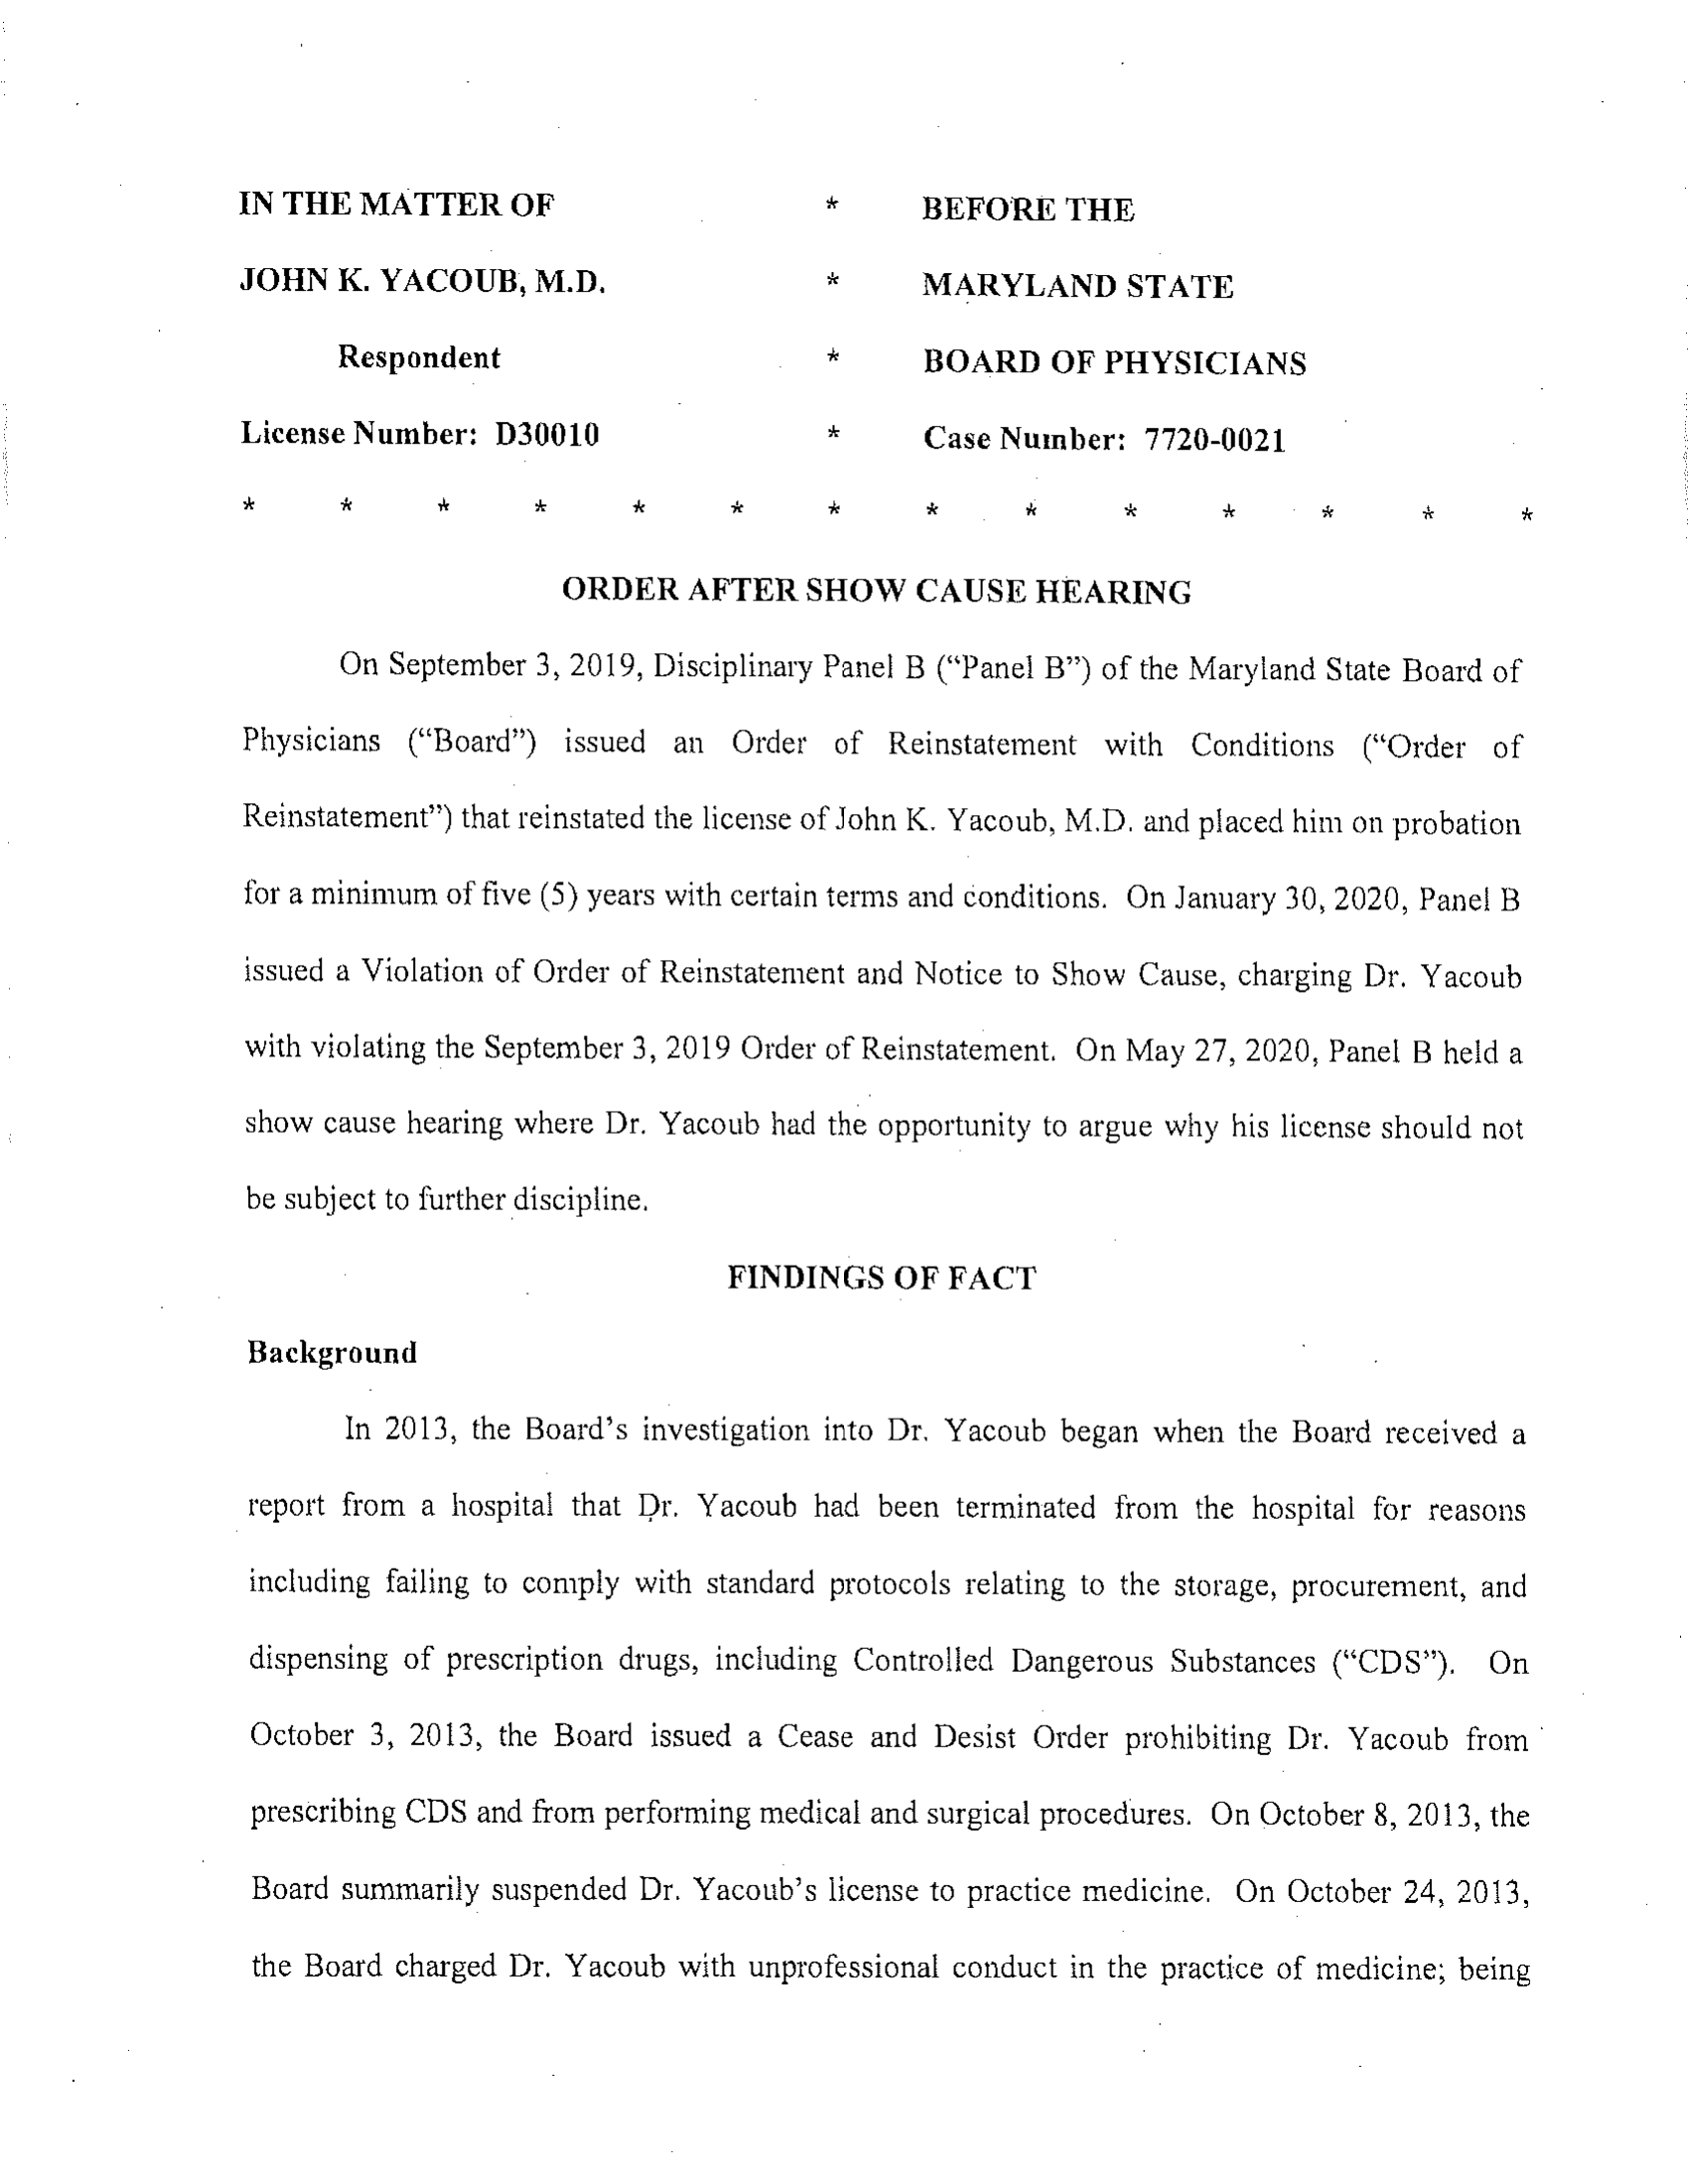 IN THE MATTER OF * BEFORE THE
JOHN K. YACOUB, M.D. * MARYLAND STATE
Respondent * BOARD OF PHYSICIANS
License Number: D30010 * Case Number: 7720-0021
* * * * * * * * * * * * * *
ORDER AFTER SHOW CAUSE HEARING
On September 3, 2019, Disciplinary Panel B (“Panel B”) of the Maryland State Board of
Physicians (“Board”) issued an Order of Reinstatement with Conditions (“Order of
Reinstatement”) that reinstated the license of John K. Yacoub, M.D. and placed him on probation
for a minimum of five (5) years with certain terms and conditions. On January 30, 2020, Panel B
issued a Violation of Order of Reinstatement and Notice to Show Cause, charging Dr. Yacoub
with violating the September 3, 2019 Order of Reinstatement. On May 27, 2020, Panel B held a
show cause hearing where Dr. Yacoub had the opportunity to argue why his license should not
be subject to further discipline.
FINDINGS OF FACT
Background
In 2013, the Board’s investigation into Dr. Yacoub began when the Board received a
report from a hospital that Dr. Yacoub had been terminated from the hospital for reasons
including failing to comply with standard protocols relating to the storage, procurement, and
dispensing of prescription drugs, including Controlled Dangerous Substances (“CDS”). On
October 3, 2013, the Board issued a Cease and Desist Order prohibiting Dr. Yacoub from
prescribing CDS and from performing medical and surgical procedures. On October 8, 2013, the
Board summarily suspended Dr. Yacoub’s license to practice medicine. On October 24, 2013,
the Board charged Dr. Yacoub with unprofessional conduct in the practice of medicine; being